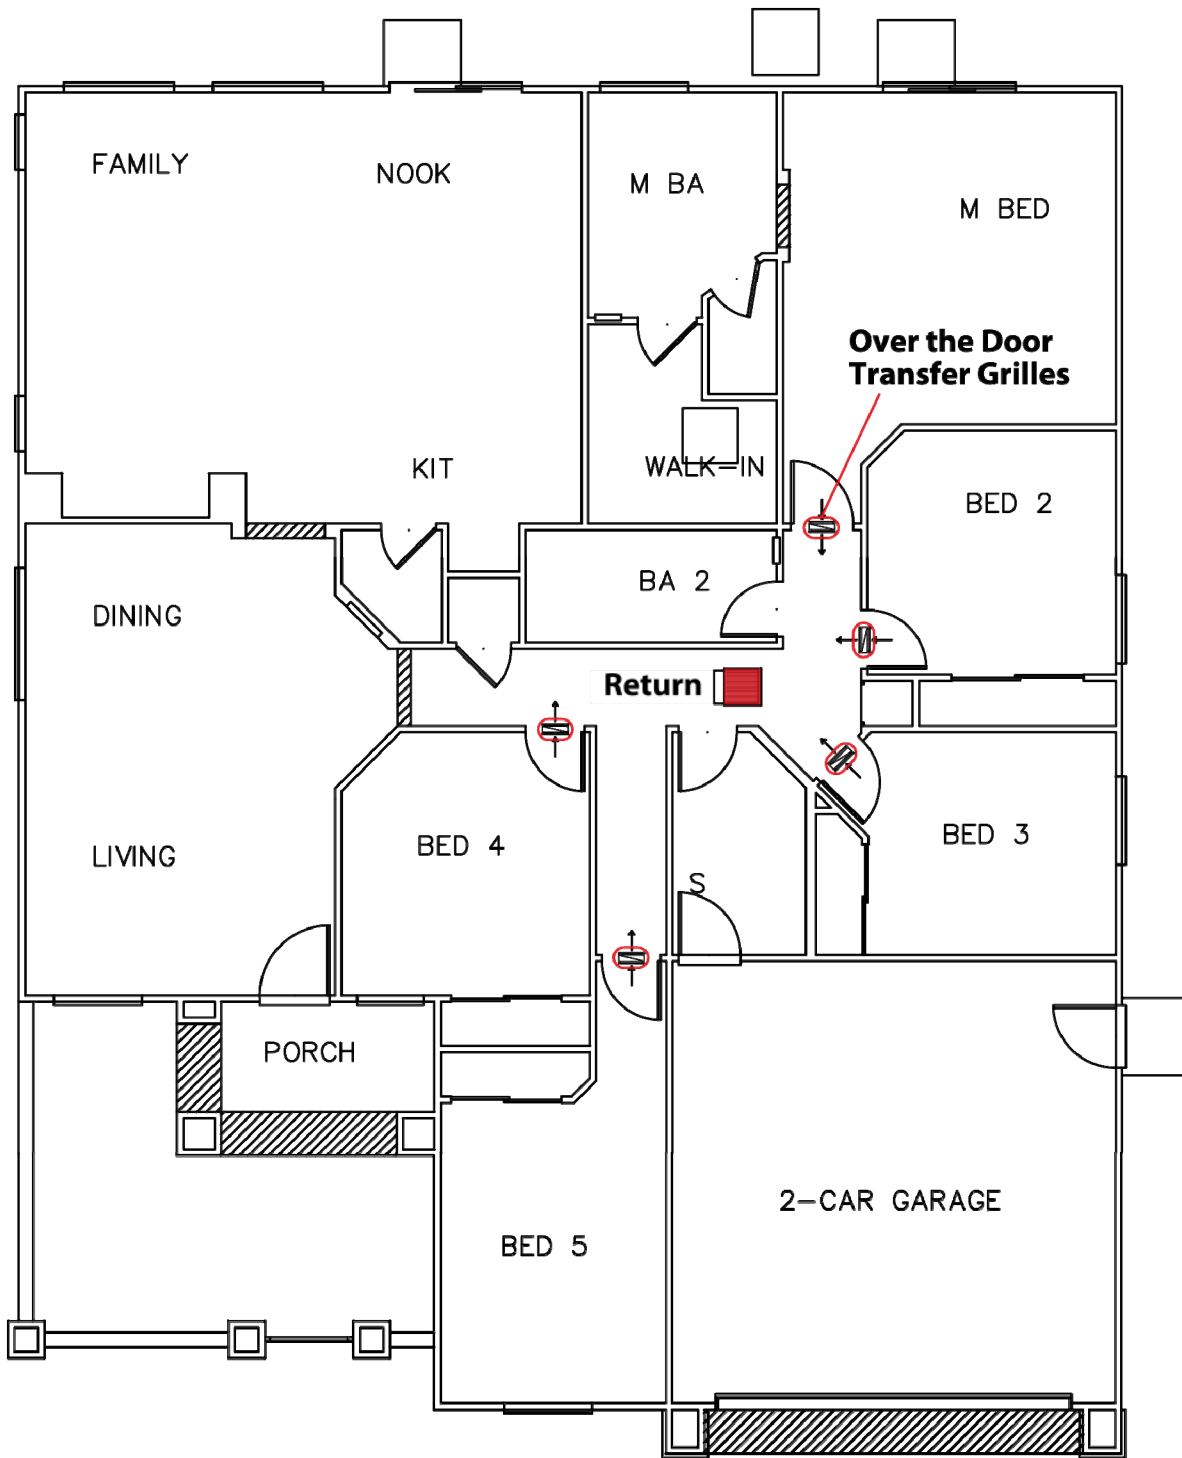 FAMILY
NOOK
M BA
M BED
Over the Door
Transfer Grilles
KIT
WALK-IN
BED 2
BA 2
DINING
Return
BED 4
BED 3
LIVING
S
PORCH
2-CAR GARAGE
BED 5